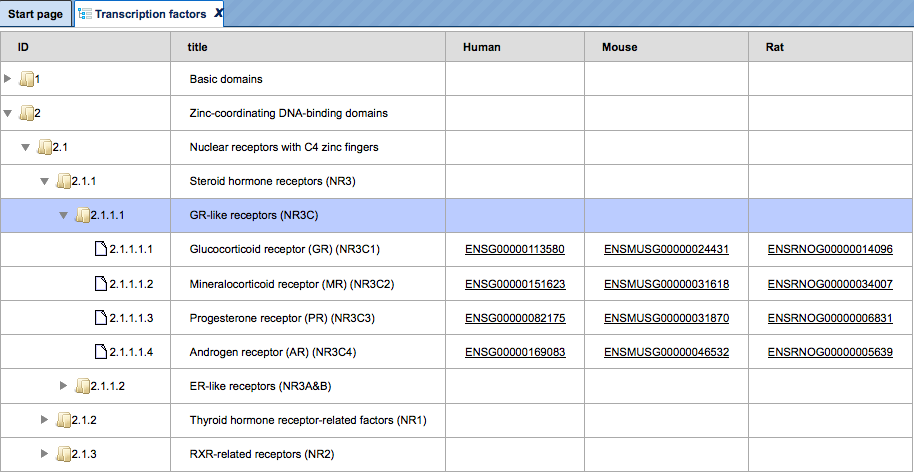 Start page Transcription factors X
ID title Human Mouse Rat
1 Basic domains
2 Zinc-coordinating DNA-binding domains
2.1 Nuclear receptors with C4 zinc fingers
2.1.1 Steroid hormone receptors (NR3)
2.1.1.1 GR-like receptors (NR3C)
2.1.1.1.1 Glucocorticoid receptor (GR) (NR3C1) ENSG00000113580 ENSMUSG00000024431 ENSRNOG00000014096
2.1.1.1.2 Mineralocorticoid receptor (MR) (NR3C2) ENSG00000151623 ENSMUSG00000031618 ENSRNOG00000034007
2.1.1.1.3 Progesterone receptor (PR) (NR3C3) ENSG00000082175 ENSMUSG00000031870 ENSRNOG00000006831
2.1.1.1.4 Androgen receptor (AR) (NR3C4) ENSG00000169083 ENSMUSG00000046532 ENSRNOG00000005639
2.1.1.2 ER-like receptors (NR3A&B)
2.1.2 Thyroid hormone receptor-related factors (NR1)
2.1.3 RXR-related receptors (NR2)